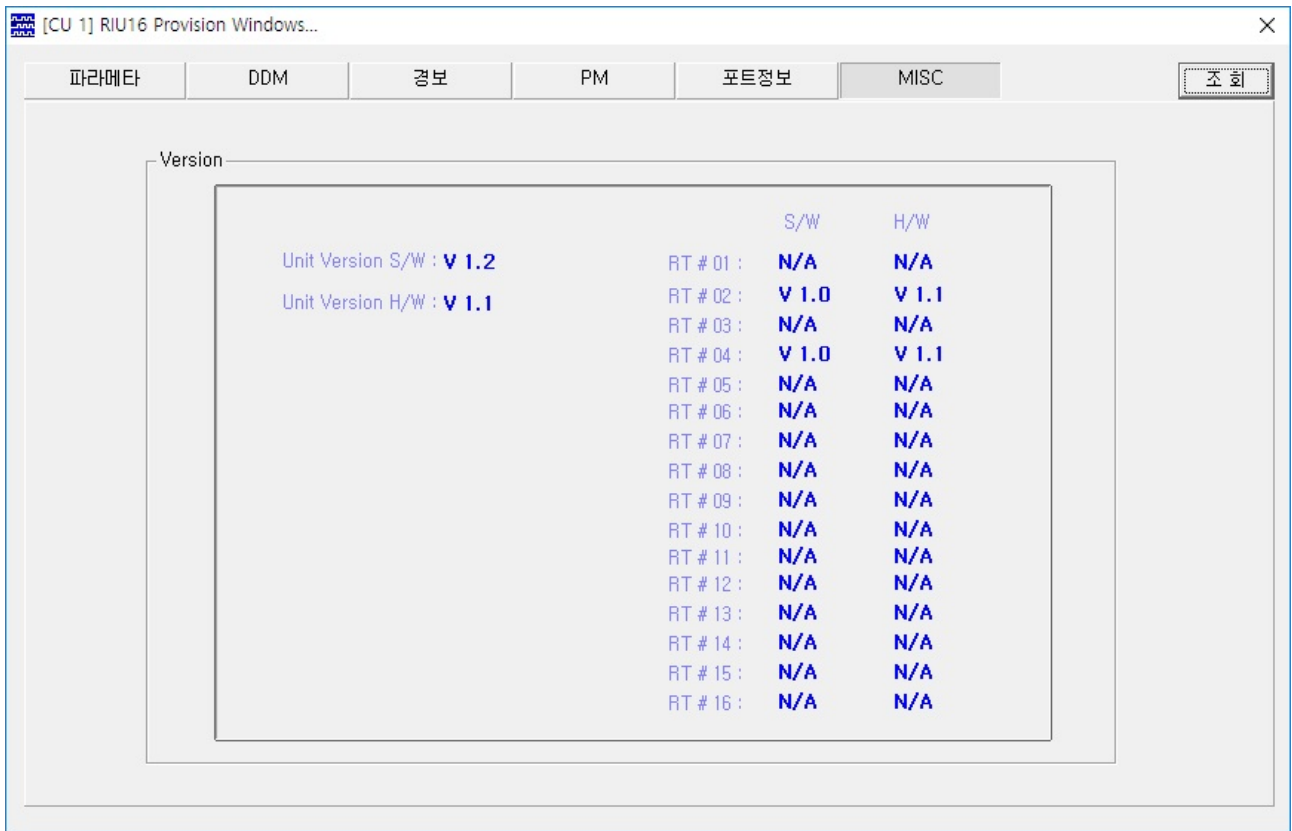 [CU 1] RIU16 Provision Windows...
파라메타 DDM 경보 PM 포트정보 MISC 조 회
Version
S/W H/W
Unit Version S/W : V 1.2
Unit Version H/W : V 1.1
RT # 01 : N/A N/A
RT # 02 : V 1.0 V 1.1
RT # 03 : N/A N/A
RT # 04 : V 1.0 V 1.1
RT # 05 : N/A N/A
RT # 06 : N/A N/A
RT # 07 : N/A N/A
RT # 08 : N/A N/A
RT # 09 : N/A N/A
RT # 10 : N/A N/A
RT # 11 : N/A N/A
RT # 12 : N/A N/A
RT # 13 : N/A N/A
RT # 14 : N/A N/A
RT # 15 : N/A N/A
RT # 16 : N/A N/A